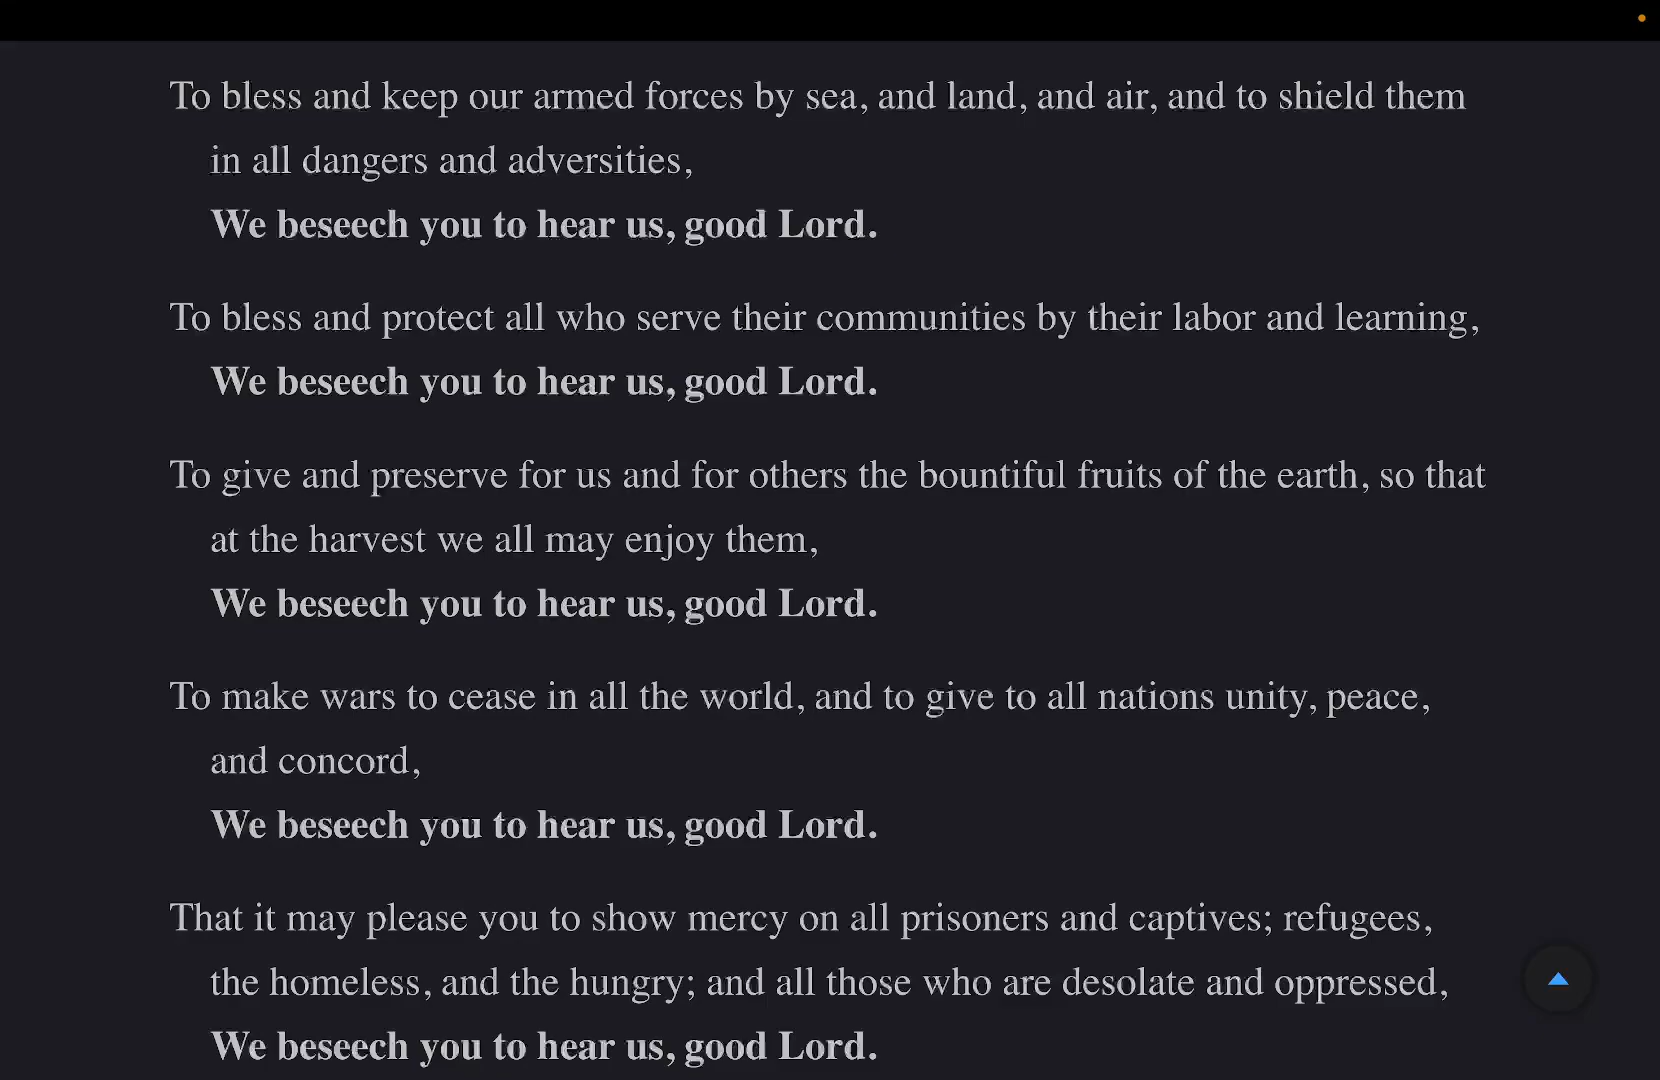 To bless and keep our armed forces by sea, and land, and air, and to shield them
in all dangers and adversities,
We beseech you to hear us, good Lord.
To bless and protect all who serve their communities by their labor and learning,
We beseech you to hear us, good Lord.
To give and preserve for us and for others the bountiful fruits of the earth, so that
at the harvest we all may enjoy them,
We beseech you to hear us, good Lord.
To make wars to cease in all the world, and to give to all nations unity, peace,
and concord,
We beseech you to hear us, good Lord.
That it may please you to show mercy on all prisoners and captives; refugees,
the homeless, and the hungry; and all those who are desolate and oppressed,
We beseech you to hear us, good Lord.